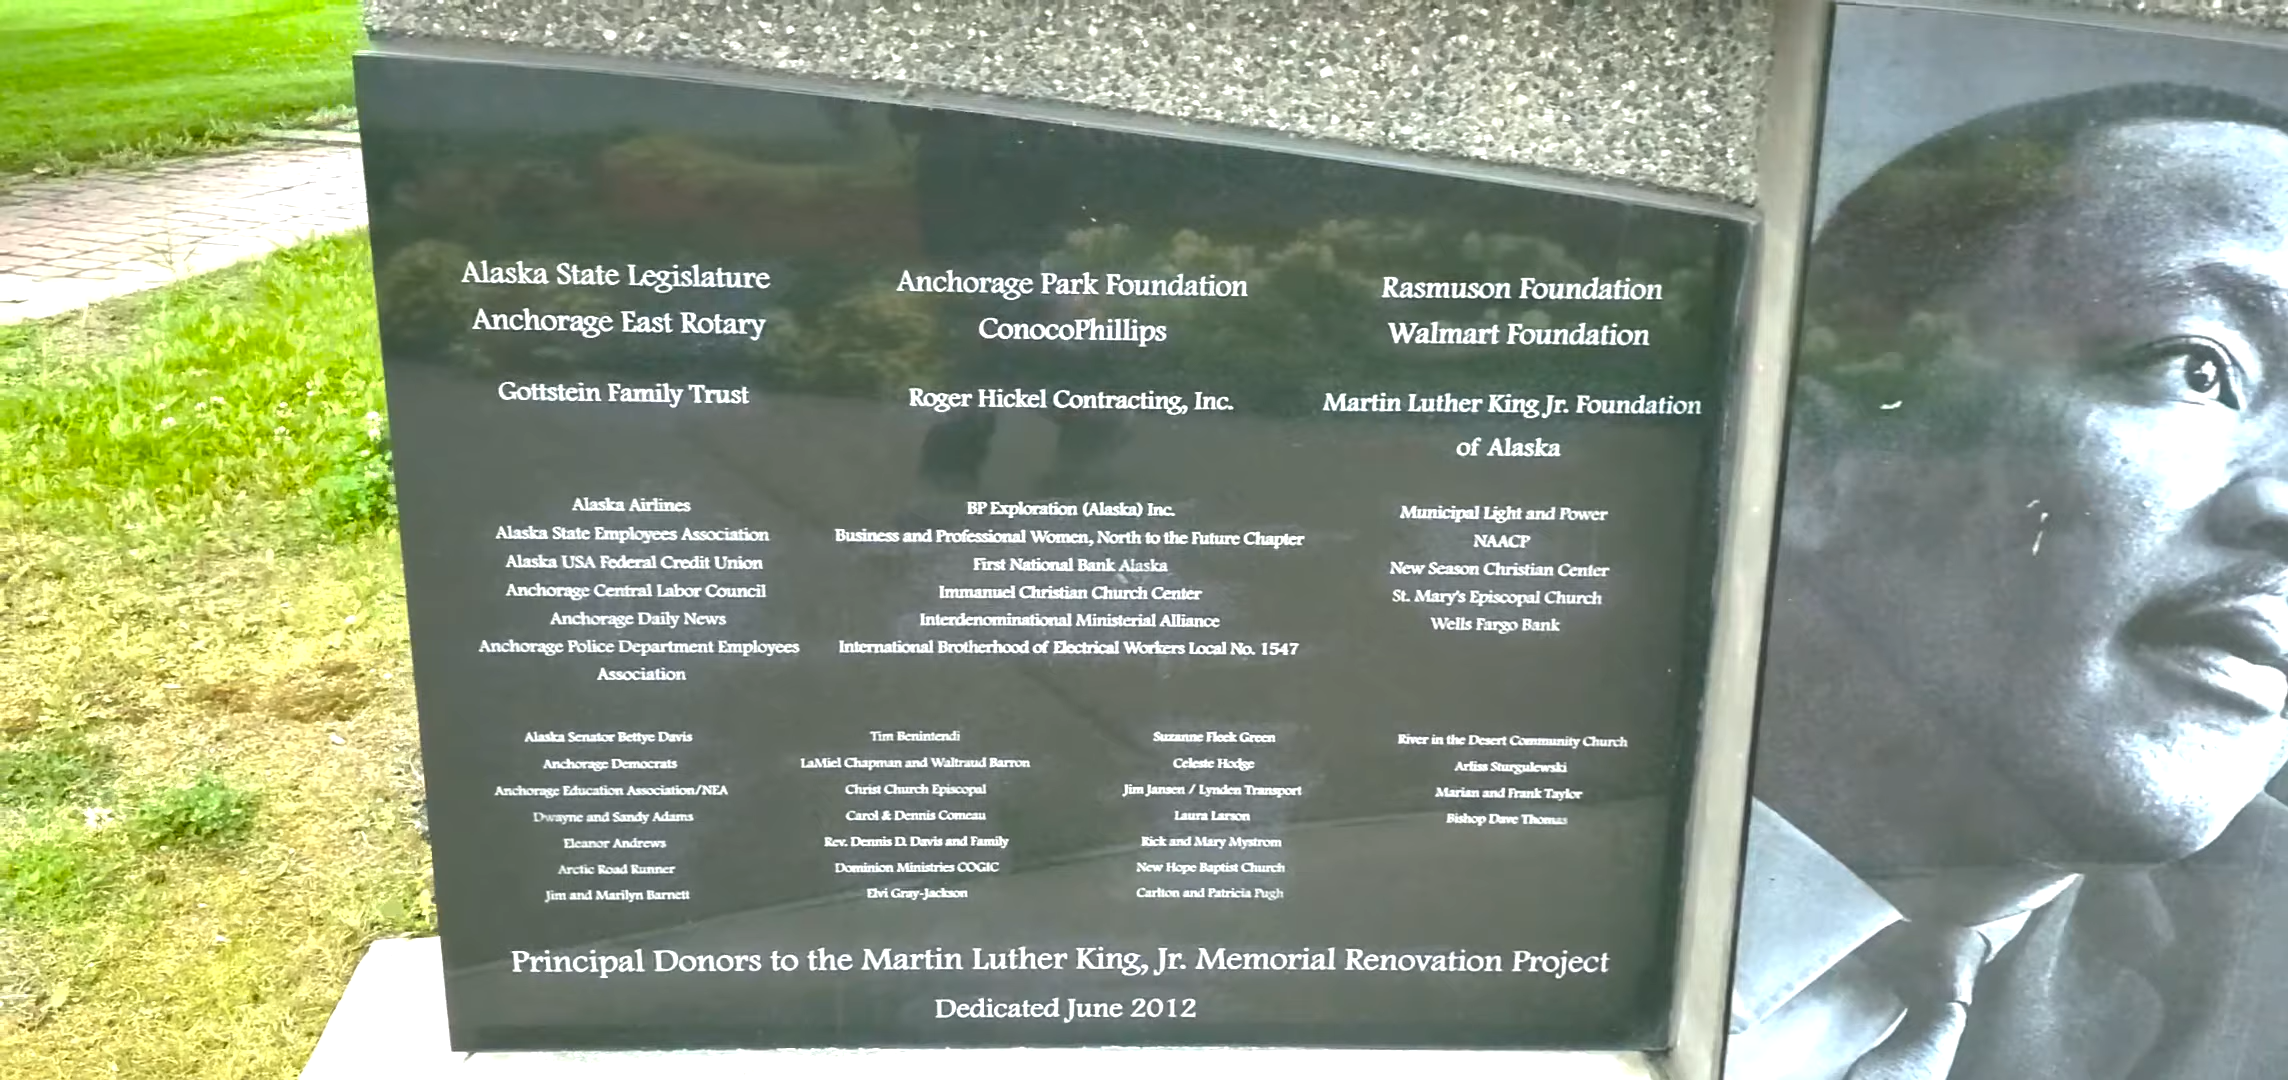 Alaska State Legislature
Anchorage East Rotary
Anchorage Park Foundation
ConocoPhillips
Rasmuson Foundation
Walmart Foundation
Gottstein Family Trust
Roger Hickel Contracting, Inc.
Martin Luther King Jr. Foundation
of Alaska
Alaska Airlines
Alaska State Employees Association
Alaska USA Federal Credit Union
Anchorage Central Labor Council
Anchorage Daily News
Anchorage Police Department Employees
Association
BP Exploration (Alaska) Inc.
Business and Professional Women, North to the Future Chapter
First National Bank Alaska
Immanuel Christian Church Center
Interdenominational Ministerial Alliance
International Brotherhood of Electrical Workers Local No. 1547
Municipal Light and Power
NAACP
New Season Christian Center
St. Mary's Episcopal Church
Wells Fargo Bank
Alaska Senator Bettye Davis
Anchorage Democrats
Anchorage Education Association/NEA
Dwayne and Sandy Adams
Eleanor Andrews
Arctic Road Runner
Jim and Marilyn Barnett
Tim Benintendi
LaMiel Chapman and Waltraud Barron
Christ Church Episcopal
Carol & Dennis Comeau
Rev. Dennis D. Davis and Family
Dominion Ministries COGIC
Elvi Gray-Jackson
Suzanne Fleek Green
Celeste Hodge
Jim Jansen / Lynden Transport
Laura Larson
Rick and Mary Mystrom
New Hope Baptist Church
Carlton and Patricia Pugh
River in the Desert Community Church
Arliss Sturgulewski
Marian and Frank Taylor
Bishop Dave Thomas
Principal Donors to the Martin Luther King, Jr. Memorial Renovation Project
Dedicated June 2012